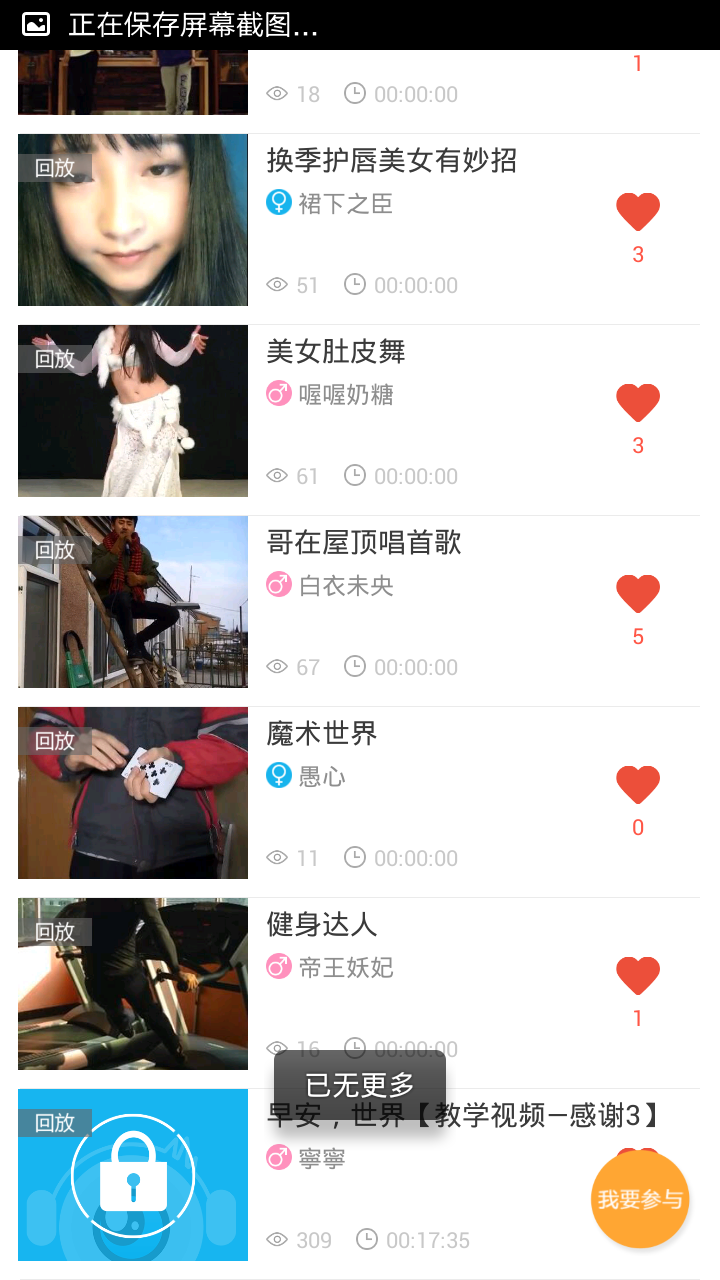 正在保存屏幕截图...
1
18 00:00:00
回放
换季护唇美女有妙招
裙下之臣
3
51 00:00:00
回放
美女肚皮舞
喔喔奶糖
3
61 00:00:00
回放
哥在屋顶唱首歌
白衣未央
5
67 00:00:00
回放
魔术世界
愚心
0
11 00:00:00
回放
健身达人
帝王妖妃
1
16 00:00:00
已无更多
回放
早安，世界【教学视频—感谢3】
寧寧
我要参与
309 00:17:35